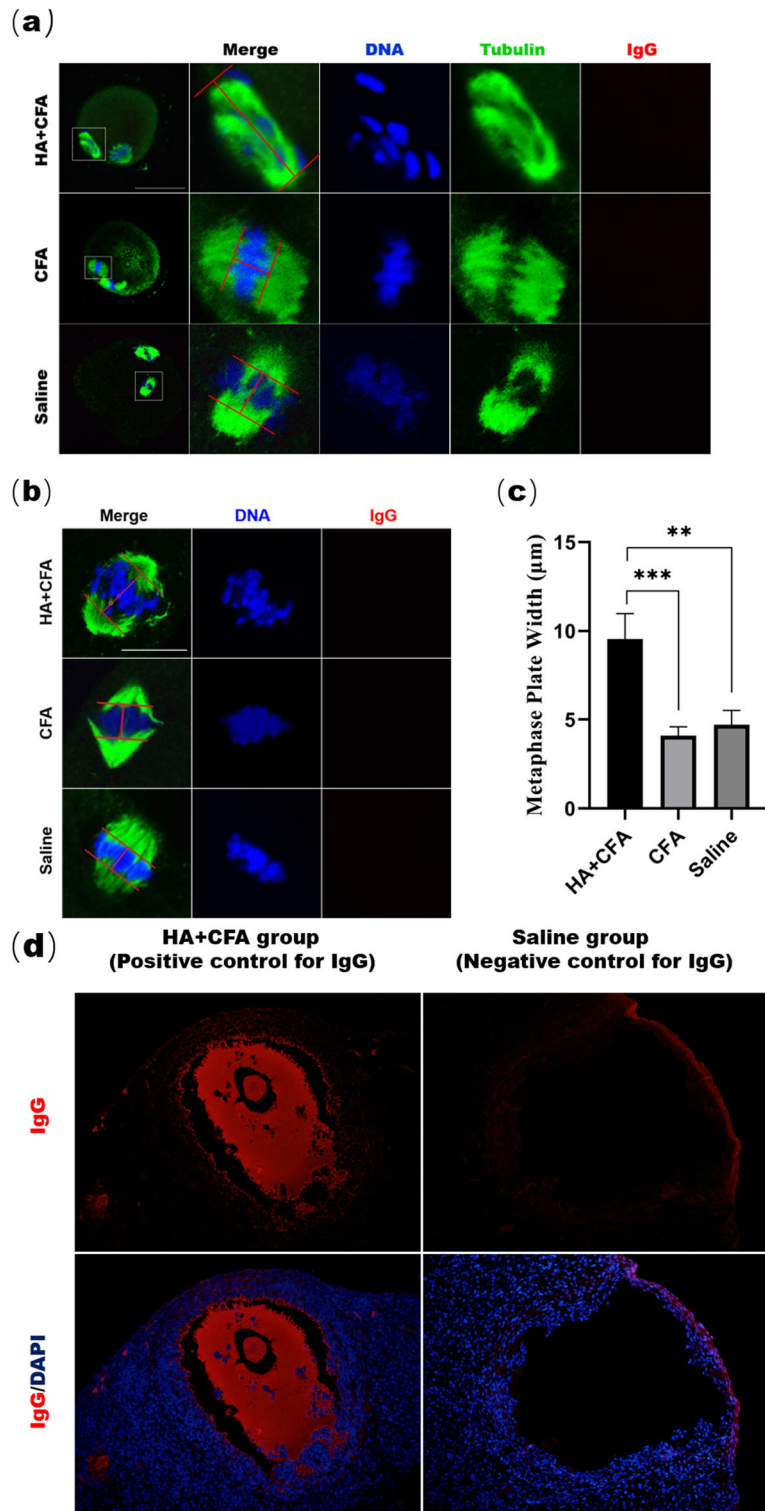 (a)
Merge DNA Tubulin IgG
HA+CFA
CFA
Saline
(b)
Merge DNA IgG
HA+CFA
CFA
Saline
(c)
Metaphase Plate Width (μm)
15
10
5
0
**
***
HA+CFA CFA Saline
(d)
HA+CFA group
(Positive control for IgG)
Saline group
(Negative control for IgG)
IgG
IgG/DAPI